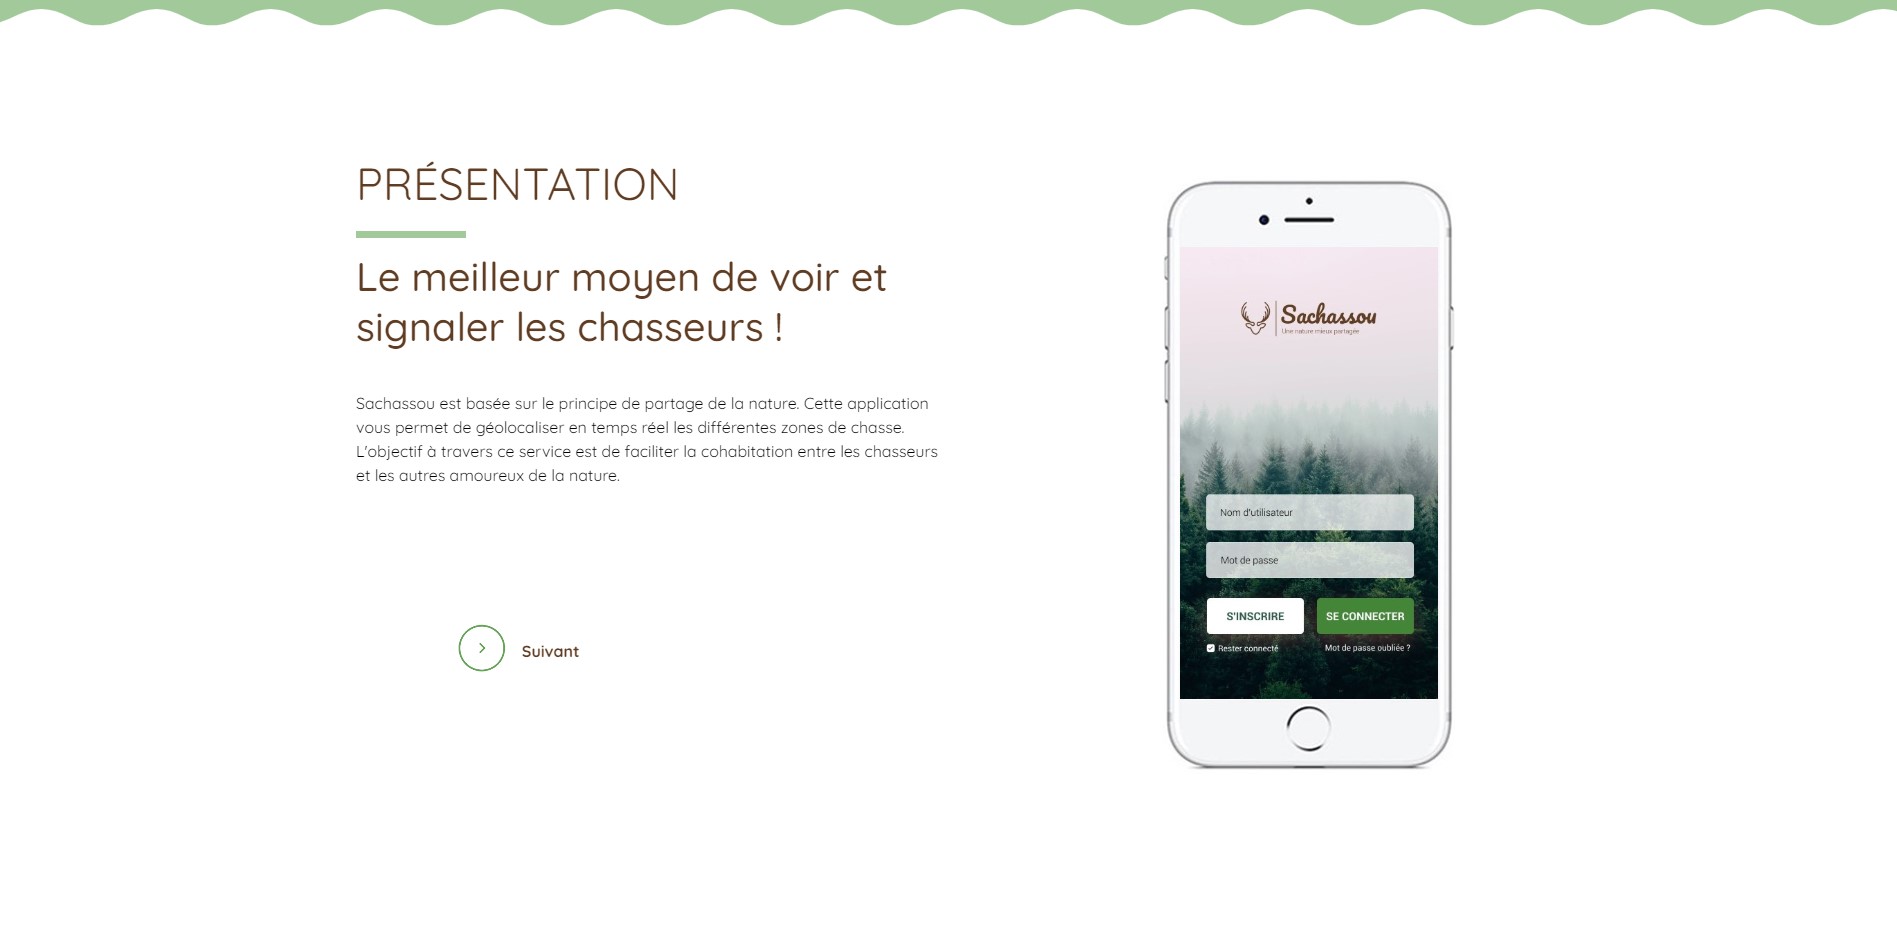 PRÉSENTATION
Le meilleur moyen de voir et
signaler les chasseurs !
Sachassou est basée sur le principe de partage de la nature. Cette application
vous permet de géolocaliser en temps réel les différentes zones de chasse.
L'objectif à travers ce service est de faciliter la cohabitation entre les chasseurs
et les autres amoureux de la nature.
Suivant
Sachassou
Une nature mieux partagée
Nom d'utilisateur
Mot de passe
S'INSCRIRE
SE CONNECTER
Rester connecté
Mot de passe oubliée ?